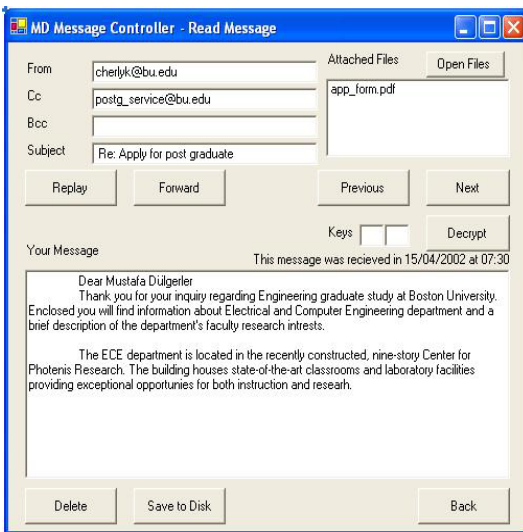 MD Message Controller - Read Message
From
cherlyk@bu.edu
Cc
postg_service@bu.edu
Bcc
Subject
Re: Apply for post graduate
Attached Files
Open Files
app_form.pdf
Replay
Forward
Previous
Next
Keys
Decrypt
Your Message
This message was recieved in 15/04/2002 at 07:30
Dear Mustafa Dülgerler
Thank you for your inquiry regarding Engineering graduate study at Boston University.
Enclosed you will find information about Electrical and Computer Engineering department and a
brief description of the department's faculty research intrests.
The ECE department is located in the recently constructed, nine-story Center for
Photenis Research. The building houses state-of-the-art classrooms and laboratory facilities
providing exceptional opportunies for both instruction and researh.
Delete
Save to Disk
Back